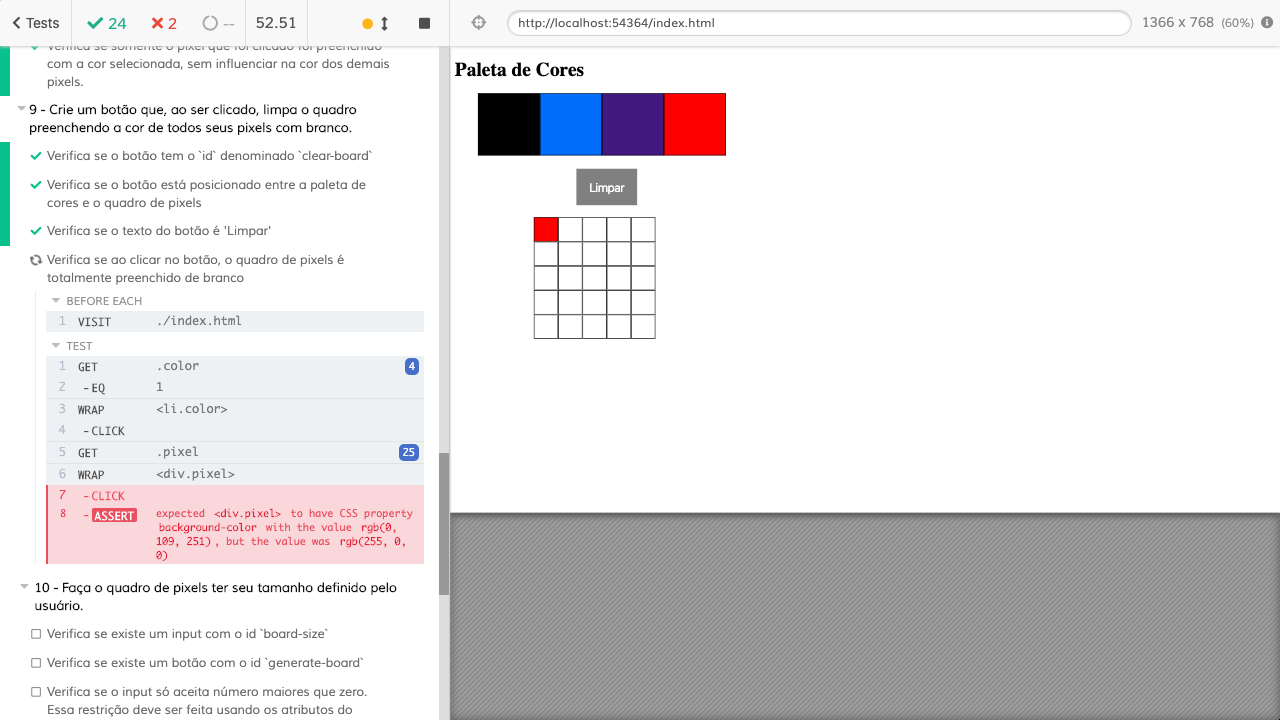 Tests
24
2
--
52.51
http://localhost:54364/index.html
1366 x 768 (60%)
Verifica se somente o pixel que foi clicado foi preenchido
com a cor selecionada, sem influenciar na cor dos demais
pixels.
9 - Crie um botão que, ao ser clicado, limpa o quadro
preenchendo a cor de todos seus pixels com branco.
Verifica se o botão tem o `id` denominado `clear-board`
Verifica se o botão está posicionado entre a paleta de
cores e o quadro de pixels
Verifica se o texto do botão é 'Limpar'
Verifica se ao clicar no botão, o quadro de pixels é
totalmente preenchido de branco
BEFORE EACH
1 VISIT ./index.html
TEST
1 GET .color 4
2 - EQ 1
3 WRAP <li.color>
4 - CLICK
5 GET .pixel 25
6 WRAP <div.pixel>
7 - CLICK
8 - ASSERT expected <div.pixel> to have CSS property
background-color with the value rgb(0,
109, 251), but the value was rgb(255, 0,
0)
10 - Faça o quadro de pixels ter seu tamanho definido pelo
usuário.
Verifica se existe um input com o id `board-size`
Verifica se existe um botão com o id `generate-board`
Verifica se o input só aceita número maiores que zero.
Essa restrição deve ser feita usando os atributos do
Paleta de Cores
Limpar